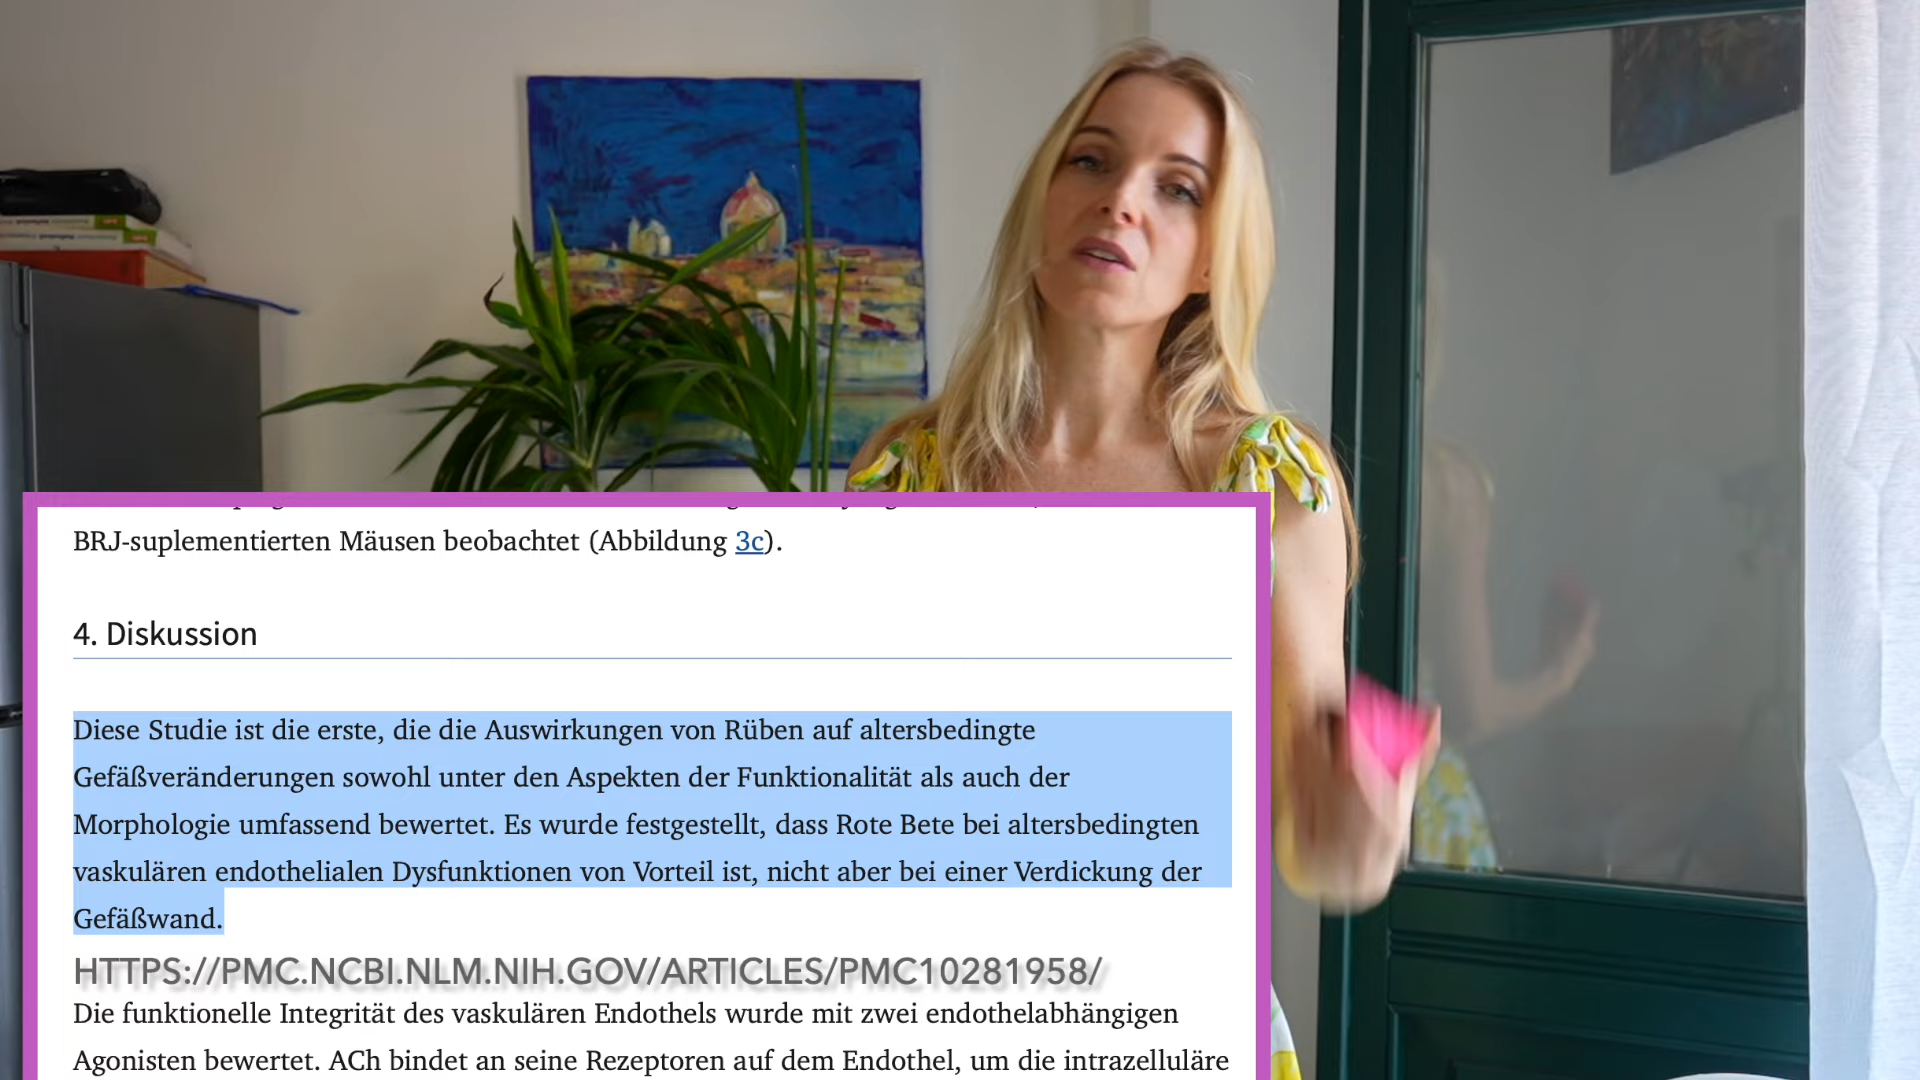 BRJ-suplementierten Mäusen beobachtet (Abbildung 3c).
4. Diskussion
Diese Studie ist die erste, die die Auswirkungen von Rüben auf altersbedingte
Gefäßveränderungen sowohl unter den Aspekten der Funktionalität als auch der
Morphologie umfassend bewertet. Es wurde festgestellt, dass Rote Bete bei altersbedingten
vaskulären endothelialen Dysfunktionen von Vorteil ist, nicht aber bei einer Verdickung der
Gefäßwand.
HTTPS://PMC.NCBI.NLM.NIH.GOV/ARTICLES/PMC10281958/
Die funktionelle Integrität des vaskulären Endothels wurde mit zwei endothelabhängigen
Agonisten bewertet. ACh bindet an seine Rezeptoren auf dem Endothel, um die intrazelluläre